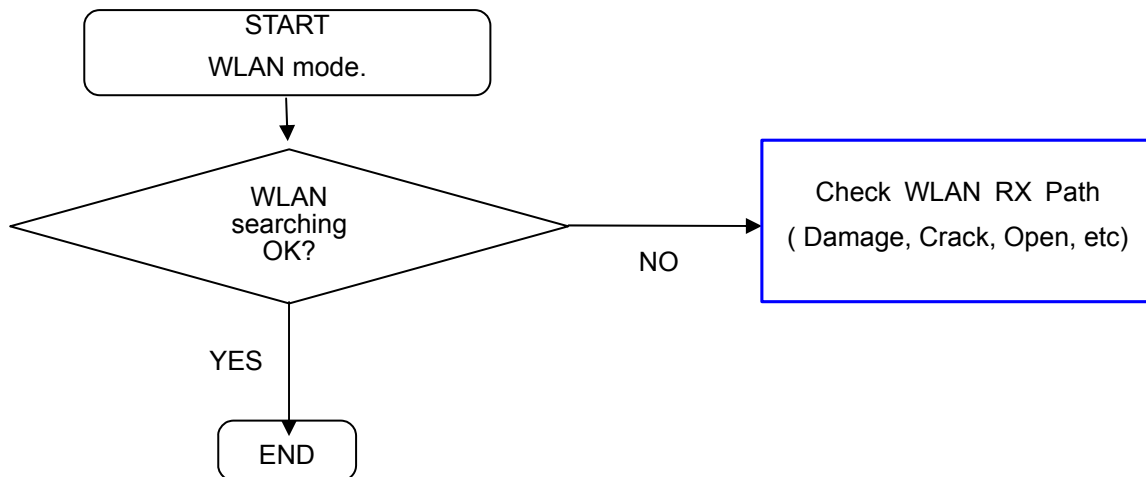 START
WLAN mode.
WLAN
searching
OK?
Check WLAN RX Path
( Damage, Crack, Open, etc)
NO
YES
END